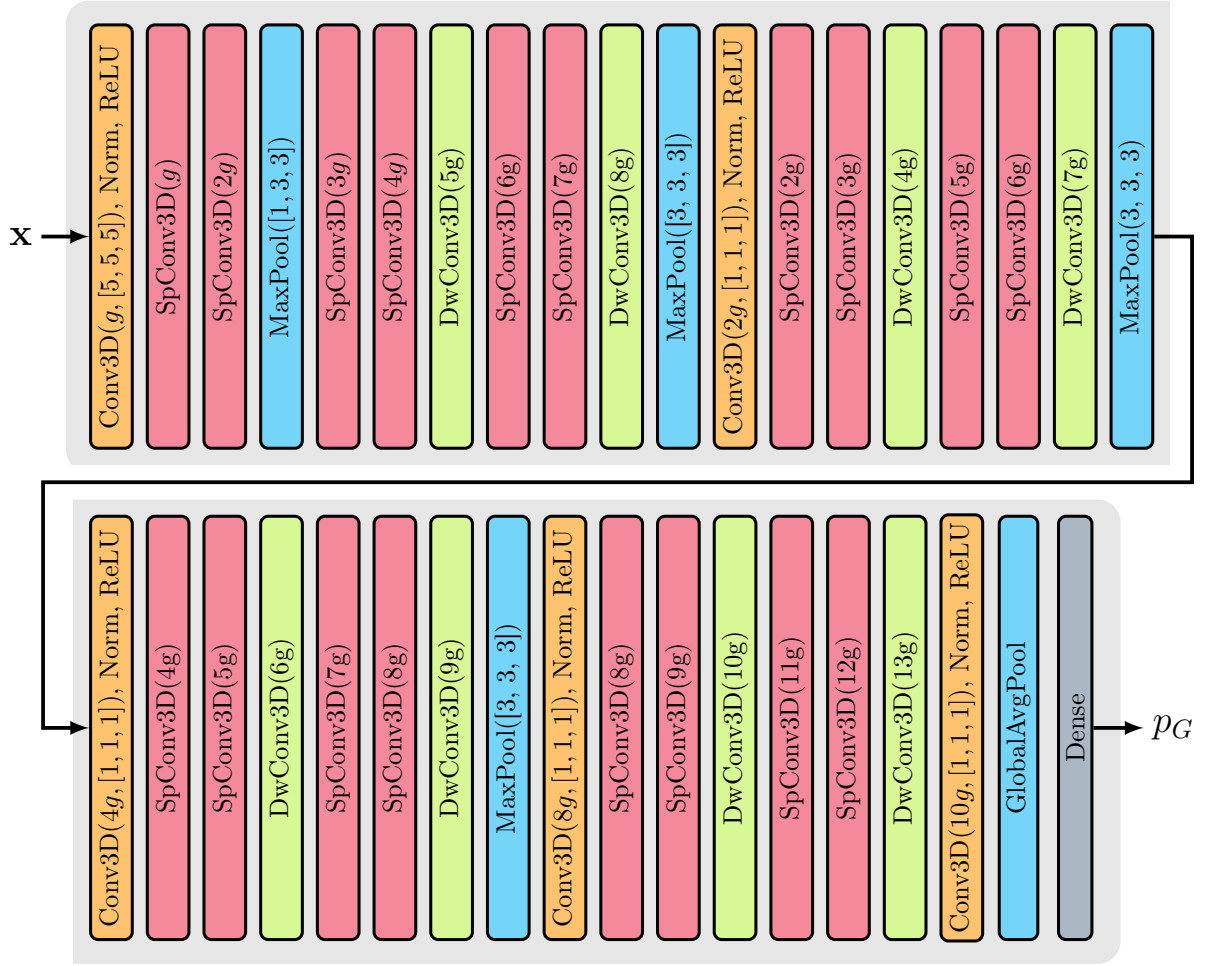 x
Conv3D(g, [5, 5, 5]), Norm, ReLU
SpConv3D(g)
SpConv3D(2g)
MaxPool([1, 3, 3])
SpConv3D(3g)
SpConv3D(4g)
DwConv3D(5g)
SpConv3D(6g)
SpConv3D(7g)
DwConv3D(8g)
MaxPool([3, 3, 3])
Conv3D(2g, [1, 1, 1]), Norm, ReLU
SpConv3D(2g)
SpConv3D(3g)
DwConv3D(4g)
SpConv3D(5g)
SpConv3D(6g)
DwConv3D(7g)
MaxPool(3, 3, 3)
Conv3D(4g, [1, 1, 1]), Norm, ReLU
SpConv3D(4g)
SpConv3D(5g)
DwConv3D(6g)
SpConv3D(7g)
SpConv3D(8g)
DwConv3D(9g)
MaxPool([3, 3, 3])
Conv3D(8g, [1, 1, 1]), Norm, ReLU
SpConv3D(8g)
SpConv3D(9g)
DwConv3D(10g)
SpConv3D(11g)
SpConv3D(12g)
DwConv3D(13g)
Conv3D(10g, [1, 1, 1]), Norm, ReLU
GlobalAvgPool
Dense
p_G